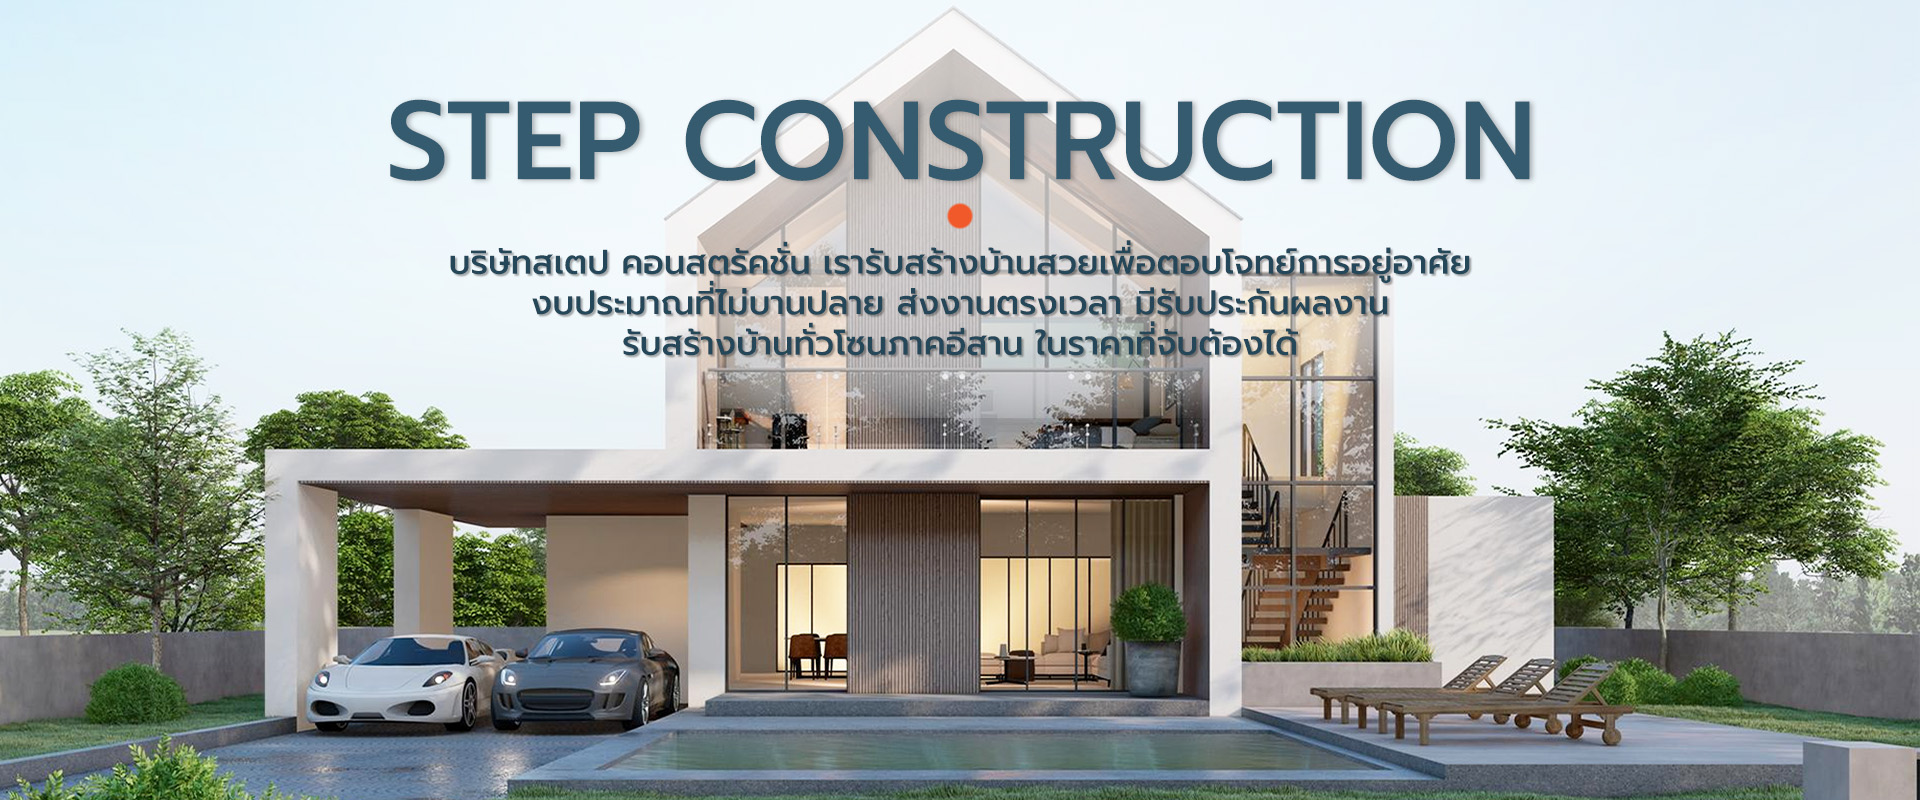 STEP CONSTRUCTION
บริษัทสเตป คอนสตรัคชั่น เรารับสร้างบ้านสวยเพื่อตอบโจทย์การอยู่อาศัย
งบประมาณที่ไม่บานปลาย ส่งงานตรงเวลา มีรับประกันผลงาน
รับสร้างบ้านทั่วโซนภาคอีสาน ในราคาที่จับต้องได้